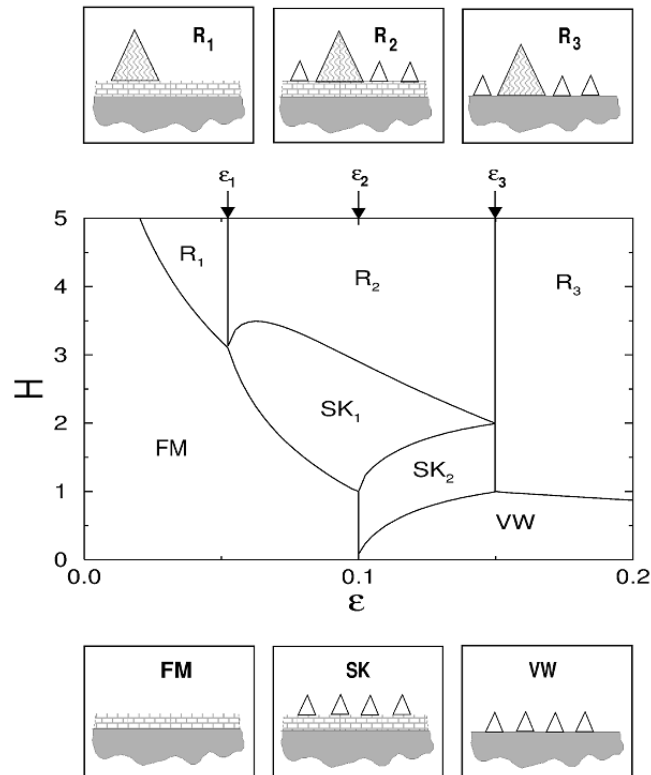 R₁ R₂ R₃
ε₁ ε₂ ε₃
5
R₁ R₂ R₃
4
3
H
SK₁
2
FM SK₂
1
VW
0
0.0 0.1 0.2
ε
FM SK VW